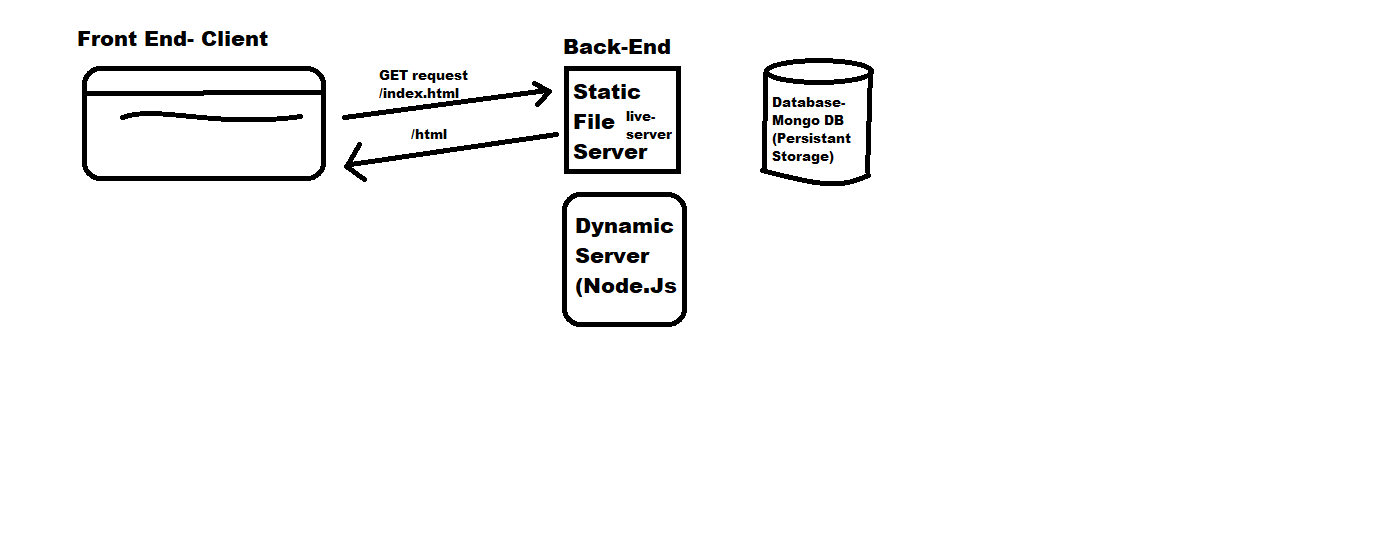 Front End- Client
GET request
/index.html
/html
Back-End
Static
File
Server
live-
server
Dynamic
Server
(Node.Js
Database-
Mongo DB
(Persistant
Storage)